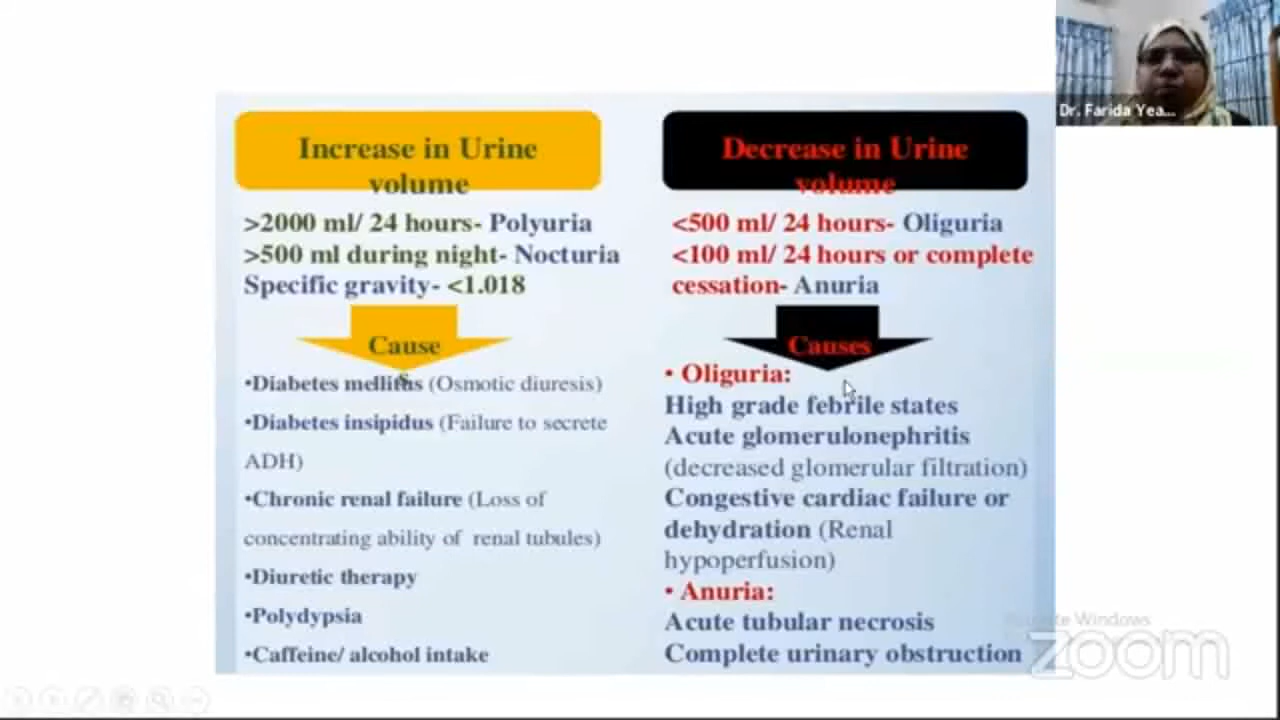 Dr. Farida Yea...
Increase in Urine
volume
>2000 ml/ 24 hours- Polyuria
>500 ml during night- Nocturia
Specific gravity- <1.018
Cause
s
•Diabetes mellitus (Osmotic diuresis)
•Diabetes insipidus (Failure to secrete
ADH)
•Chronic renal failure (Loss of
concentrating ability of renal tubules)
•Diuretic therapy
•Polydypsia
•Caffeine/ alcohol intake
Decrease in Urine
volume
<500 ml/ 24 hours- Oliguria
<100 ml/ 24 hours or complete
cessation- Anuria
Causes
• Oliguria:
High grade febrile states
Acute glomerulonephritis
(decreased glomerular filtration)
Congestive cardiac failure or
dehydration (Renal
hypoperfusion)
• Anuria:
Acute tubular necrosis
Complete urinary obstruction
Windows
zoom